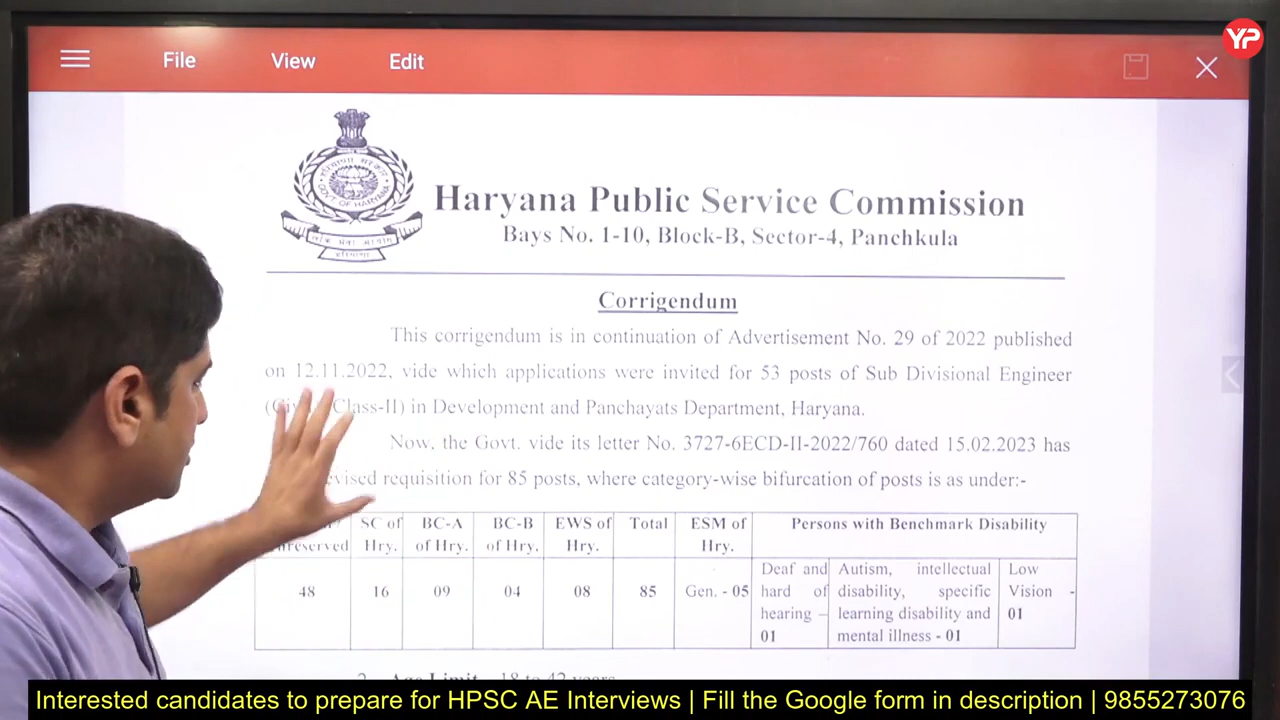 YP
File View Edit
Haryana Public Service Commission
Bays No. 1-10, Block-B, Sector-4, Panchkula
Corrigendum
This corrigendum is in continuation of Advertisement No. 29 of 2022 published
on 12.11.2022, vide which applications were invited for 53 posts of Sub Divisional Engineer
Class-II) in Development and Panchayats Department, Haryana.
Now, the Govt. vide its letter No. 3727-6ECD-II-2022/760 dated 15.02.2023 has
requisition for 85 posts, where category-wise bifurcation of posts is as under:-
SC of BC-A BC-B EWS of Total ESM of Persons with Benchmark Disability
Hry. of Hry. of Hry. Hry. Hry.
Deaf and Autism, intellectual Low
48 16 09 04 08 85 Gen. - 05 hard of disability, specific Vision -
hearing – learning disability and 01
01 mental illness - 01
Age Limit 18 to 42 years
Interested candidates to prepare for HPSC AE Interviews | Fill the Google form in description | 9855273076